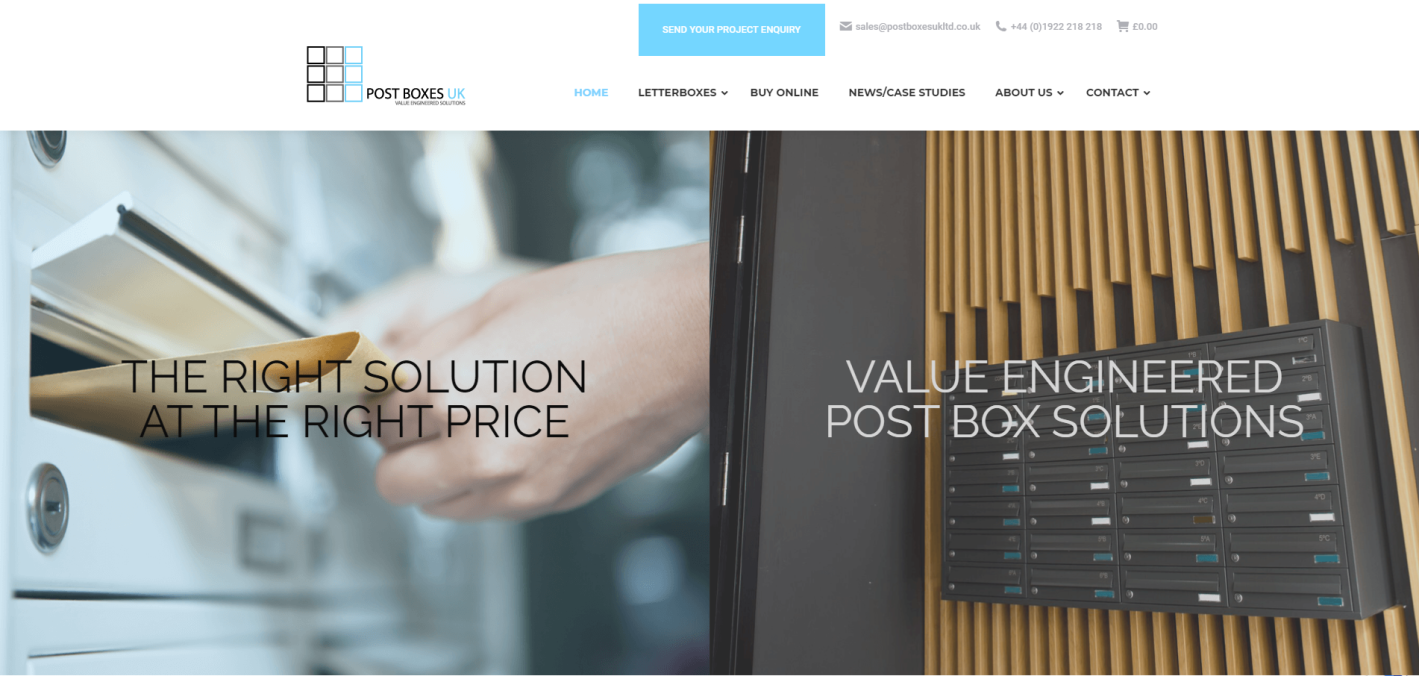 SEND YOUR PROJECT ENQUIRY
sales@postboxesukltd.co.uk
+44 (0)1922 218 218
£0.00
POST BOXES UK
VALUE ENGINEERED SOLUTIONS
HOME
LETTERBOXES
BUY ONLINE
NEWS/CASE STUDIES
ABOUT US
CONTACT
THE RIGHT SOLUTION
AT THE RIGHT PRICE
VALUE ENGINEERED
POST BOX SOLUTIONS